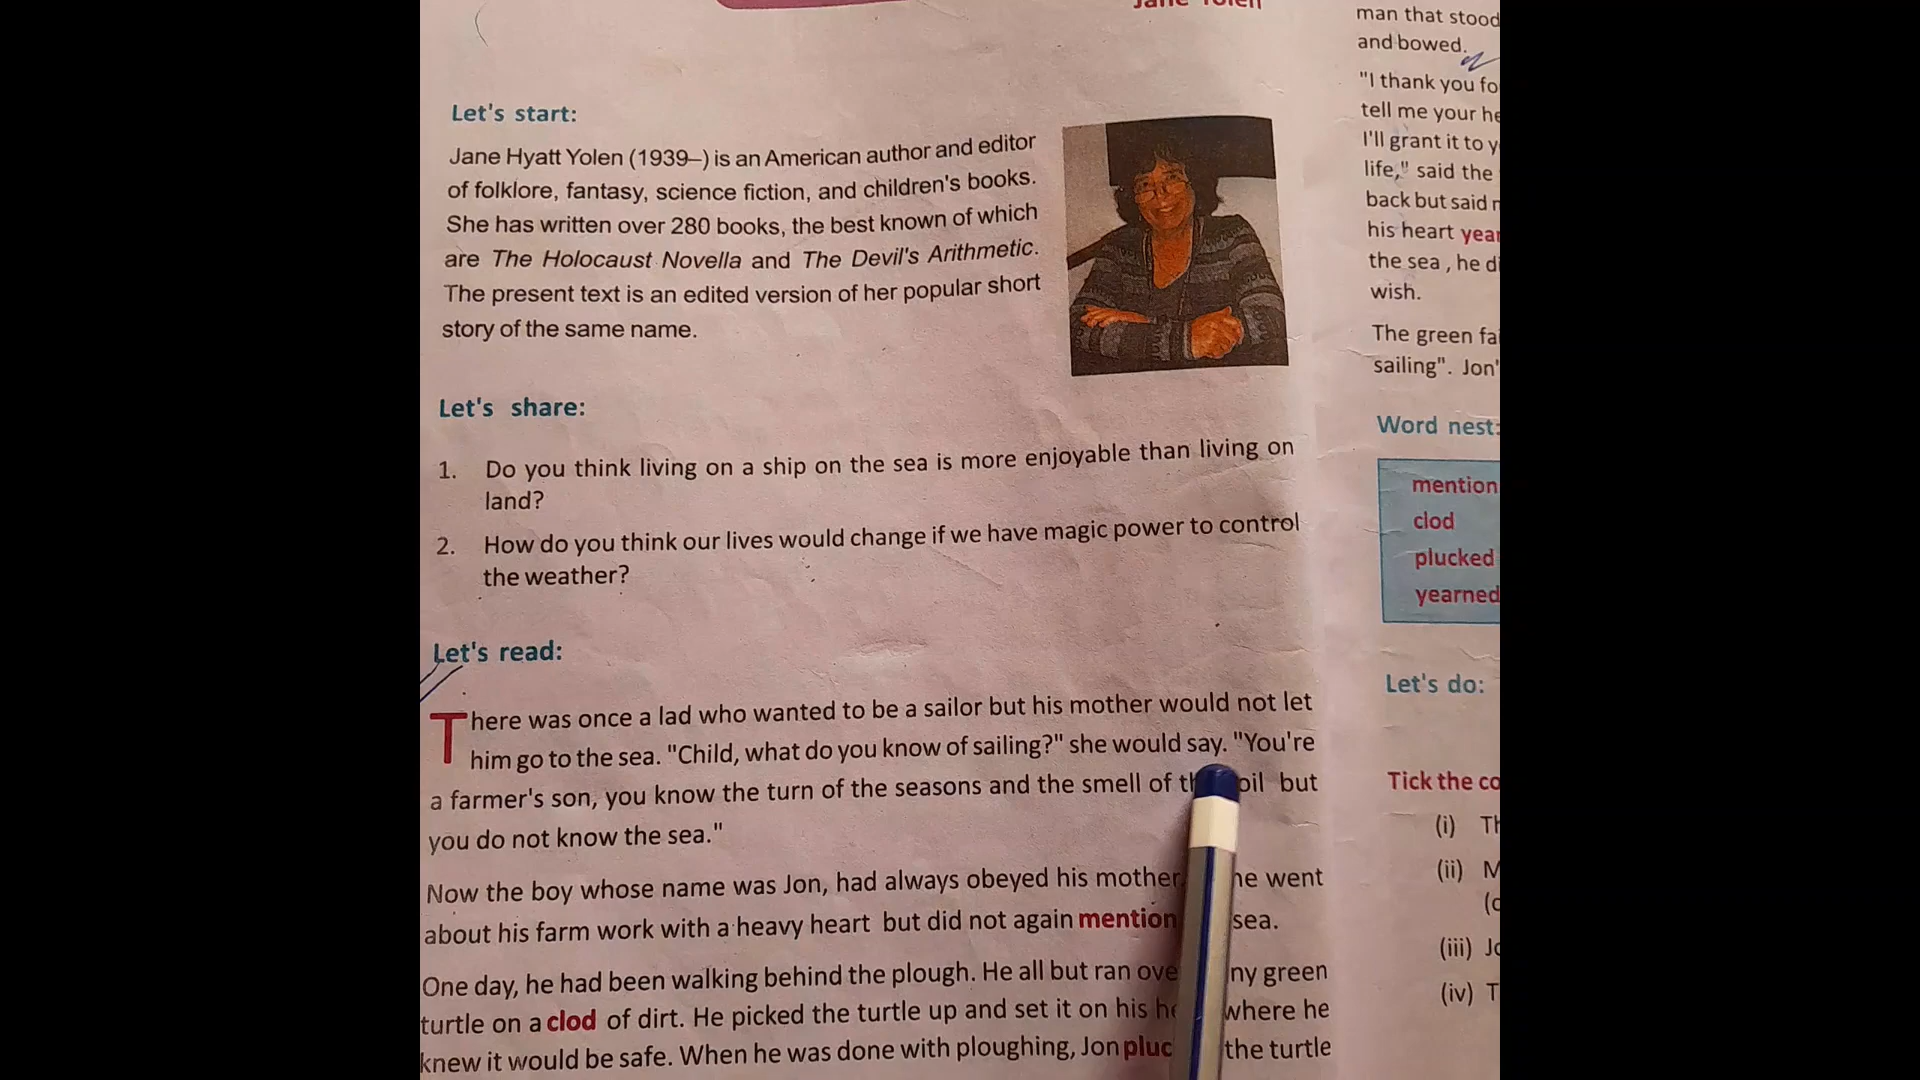 Jane Yolen
Let's start:
Jane Hyatt Yolen (1939–) is an American author and editor
of folklore, fantasy, science fiction, and children's books.
She has written over 280 books, the best known of which
are The Holocaust Novella and The Devil's Arithmetic.
The present text is an edited version of her popular short
story of the same name.
Let's share:
1. Do you think living on a ship on the sea is more enjoyable than living on
land?
2. How do you think our lives would change if we have magic power to control
the weather?
Let's read:
There was once a lad who wanted to be a sailor but his mother would not let
him go to the sea. "Child, what do you know of sailing?" she would say. "You're
a farmer's son, you know the turn of the seasons and the smell of but
you do not know the sea."
Now the boy whose name was Jon, had always obeyed his mother. he went
about his farm work with a heavy heart but did not again mention sea.
One day, he had been walking behind the plough. He all but ran green
turtle on a clod of dirt. He picked the turtle up and set it on his where he
knew it would be safe. When he was done with ploughing, Jon the turtle
man that stood
and bowed.
"I thank you
tell me your
I'll grant it to
life," said the
back but said
his heart
the sea, he
wish.
The green
sailing". Jon'
Word nest:
mention
clod
plucked
yearned
Let's do:
Tick the
(i)
(ii)
(iii)
(iv)